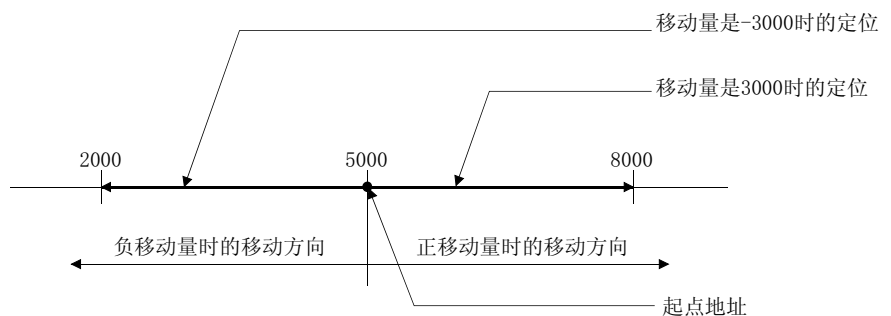 移动量是-3000时的定位
移动量是3000时的定位
2000 5000 8000
负移动量时的移动方向 正移动量时的移动方向
起点地址